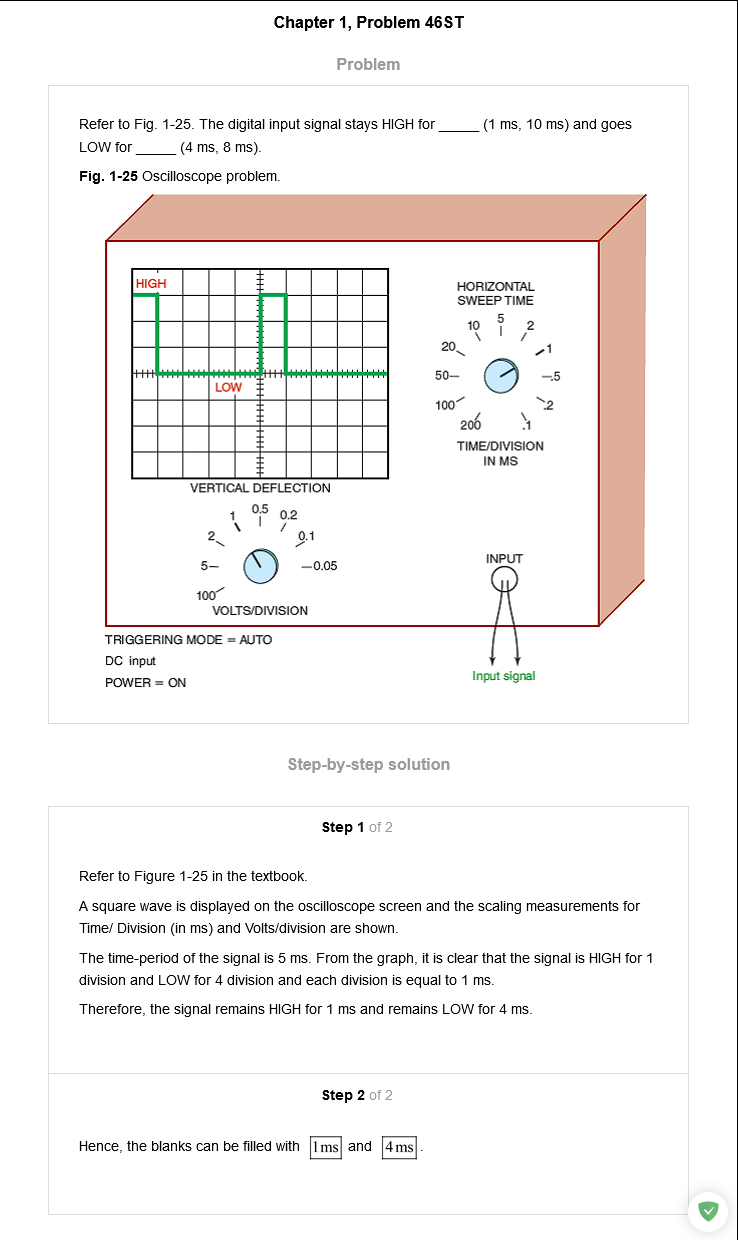 Chapter 1, Problem 46ST
Problem
Refer to Fig. 1-25. The digital input signal stays HIGH for _____ (1 ms, 10 ms) and goes
LOW for _____ (4 ms, 8 ms).
Fig. 1-25 Oscilloscope problem.
HIGH
LOW
HORIZONTAL
SWEEP TIME
5
10
2
20
1
50
.5
100
.2
200
.1
TIME/DIVISION
IN MS
VERTICAL DEFLECTION
0.5
1
0.2
2
0.1
5
0.05
100
VOLTS/DIVISION
INPUT
TRIGGERING MODE = AUTO
DC input
POWER = ON
Input signal
Step-by-step solution
Step 1 of 2
Refer to Figure 1-25 in the textbook.
A square wave is displayed on the oscilloscope screen and the scaling measurements for
Time/ Division (in ms) and Volts/division are shown.
The time-period of the signal is 5 ms. From the graph, it is clear that the signal is HIGH for 1
division and LOW for 4 division and each division is equal to 1 ms.
Therefore, the signal remains HIGH for 1 ms and remains LOW for 4 ms.
Step 2 of 2
Hence, the blanks can be filled with 1ms and 4ms.